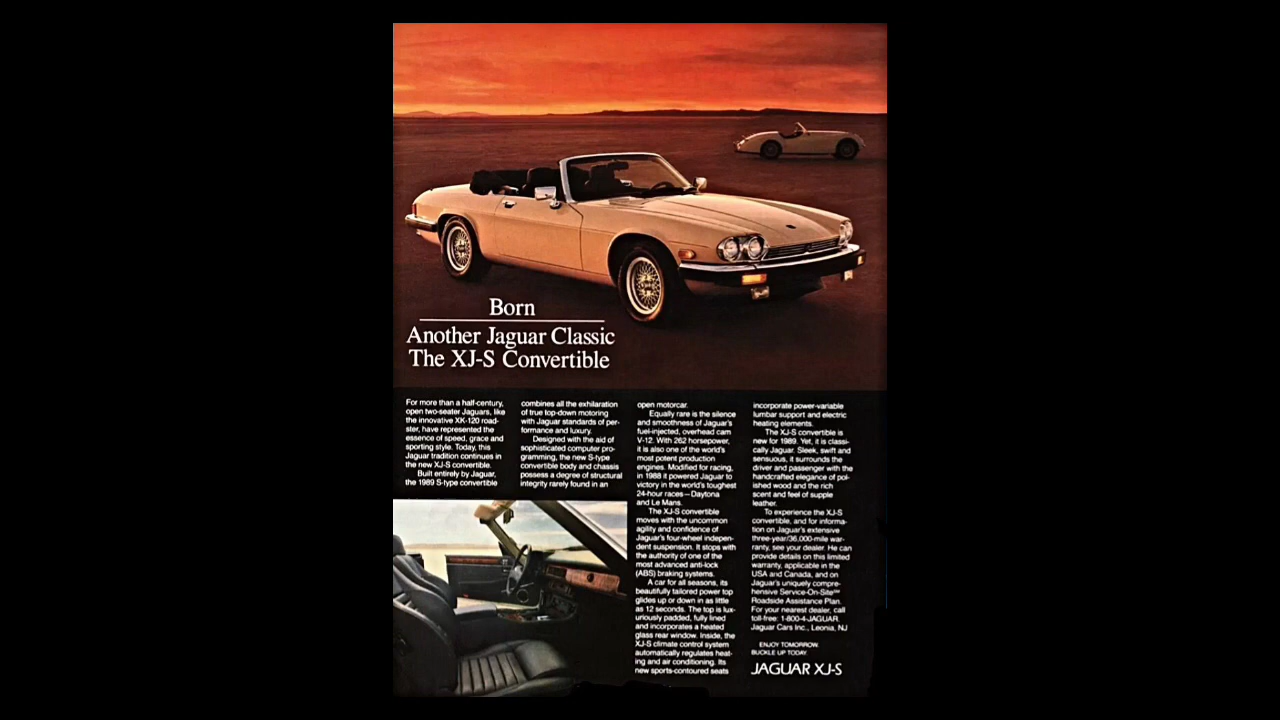 Born
Another Jaguar Classic
The XJ-S Convertible
For more than a half-century,
open two-seater Jaguars, like
the innovative XK-120 road-
ster, have represented the
essence of speed, grace and
sporting style. Today, this
Jaguar tradition continues in
the new XJ-S convertible.
Built entirely by Jaguar,
the 1989 S-type convertible
combines all the exhilaration
of true top-down motoring
with Jaguar standards of per-
formance and luxury.
Designed with the aid of
sophisticated computer pro-
gramming, the new S-type
convertible body and chassis
possess a degree of structural
integrity rarely found in an
open motorcar.
Equally rare is the silence
and smoothness of Jaguar's
fuel-injected, overhead cam
V-12. With 262 horsepower,
it is also one of the world's
most potent production
engines. Modified for racing,
in 1988 it powered Jaguar to
victory in the world's toughest
24-hour races—Daytona
and Le Mans.
The XJ-S convertible
moves with the uncommon
agility and confidence of
Jaguar's four-wheel indepen-
dent suspension. It stops with
the authority of one of the
most advanced anti-lock
(ABS) braking systems.
A car for all seasons, its
beautifully tailored power top
glides up or down in as little
as 12 seconds. The top is lux-
uriously padded, fully lined
and incorporates a heated
glass rear window. Inside, the
XJ-S climate control system
automatically regulates heat-
ing and air conditioning. Its
new sports-contoured seats
incorporate power-variable
lumbar support and electric
heating elements.
The XJ-S convertible is
new for 1989. Yet, it is classi-
cally Jaguar. Sleek, swift and
sensuous, it surrounds the
driver and passenger with the
handcrafted elegance of pol-
ished wood and the rich
scent and feel of supple
leather.
To experience the XJ-S
convertible, and for informa-
tion on Jaguar's extensive
three-year/36,000-mile war-
ranty, see your dealer. He can
provide details on this limited
warranty, applicable in the
USA and Canada, and on
Jaguar's uniquely compre-
hensive Service-On-Site℠
Roadside Assistance Plan.
For your nearest dealer, call
toll-free: 1-800-4-JAGUAR.
Jaguar Cars Inc., Leonia, NJ
ENJOY TOMORROW.
BUCKLE UP TODAY.
JAGUAR XJ-S